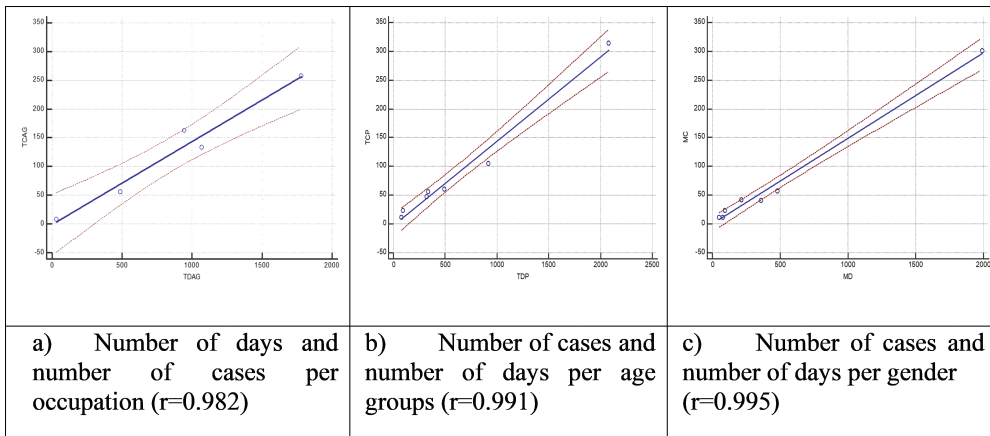 350
300
250
200
150
100
50
0
-50
TCAG
0 500 1000 1500 2000
TDAG
350
300
250
200
150
100
50
0
-50
TCP
0 500 1000 1500 2000 2500
TDP
350
300
250
200
150
100
50
0
-50
MC
0 500 1000 1500 2000
MD
a) Number of days and
number of cases per
occupation (r=0.982)
b) Number of cases and
number of days per age
groups (r=0.991)
c) Number of cases and
number of days per gender
(r=0.995)